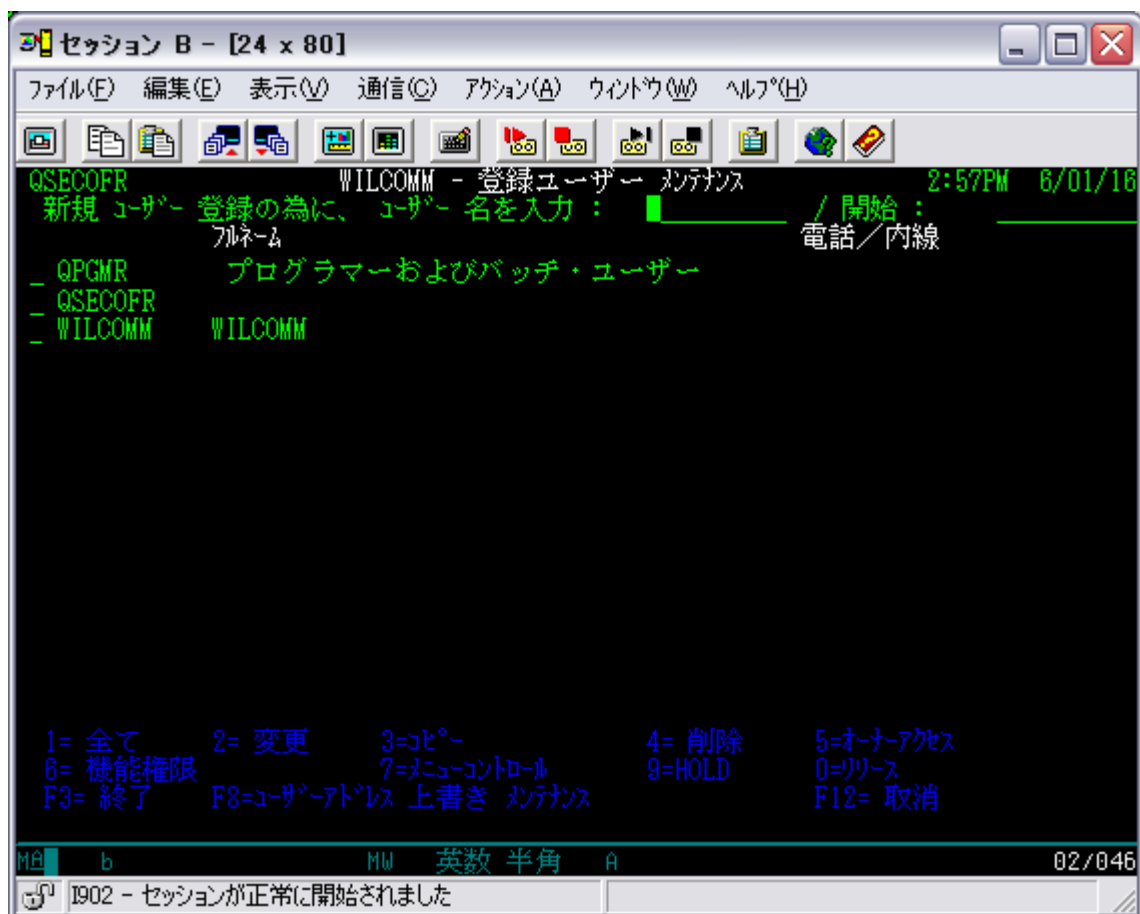 セッション B - [24 x 80]
ファイル(F) 編集(E) 表示(V) 通信(C) アクション(A) ウィンドウ(W) ヘルプ(H)
QSECOFR WILCOMM - 登録ユーザー メンテナンス 2:57PM 6/01/16
新規 ユーザー 登録の為に、 ユーザー 名を入力 : / 開始 :
フルネーム 電話/内線
_ QPGMR プログラマーおよびバッチ・ユーザー
_ QSECOFR
_ WILCOMM WILCOMM
1= 全て 2= 変更 3=コピー 4= 削除 5=オーナーアクセス
6= 機能権限 7=メニューコントロール 9=HOLD 0=リリース
F3= 終了 F8=ユーザーアドレス 上書き メンテナンス F12= 取消
MA b MW 英数 半角 A 02/046
I902 - セッションが正常に開始されました